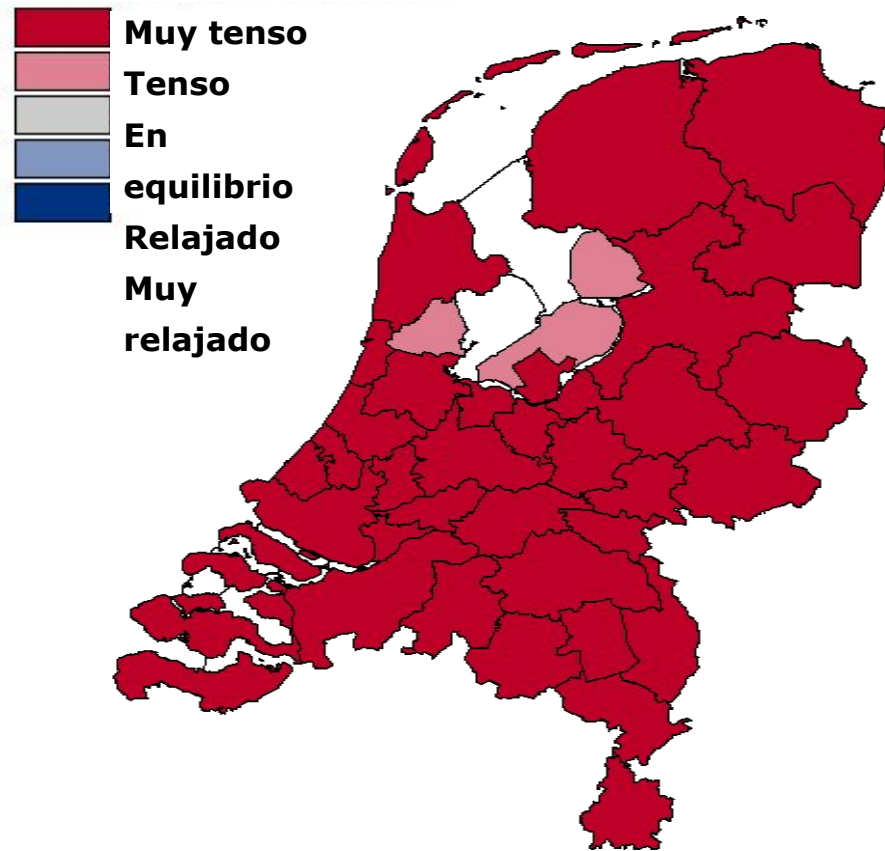 Muy tenso
Tenso
En
equilibrio
Relajado
Muy
relajado